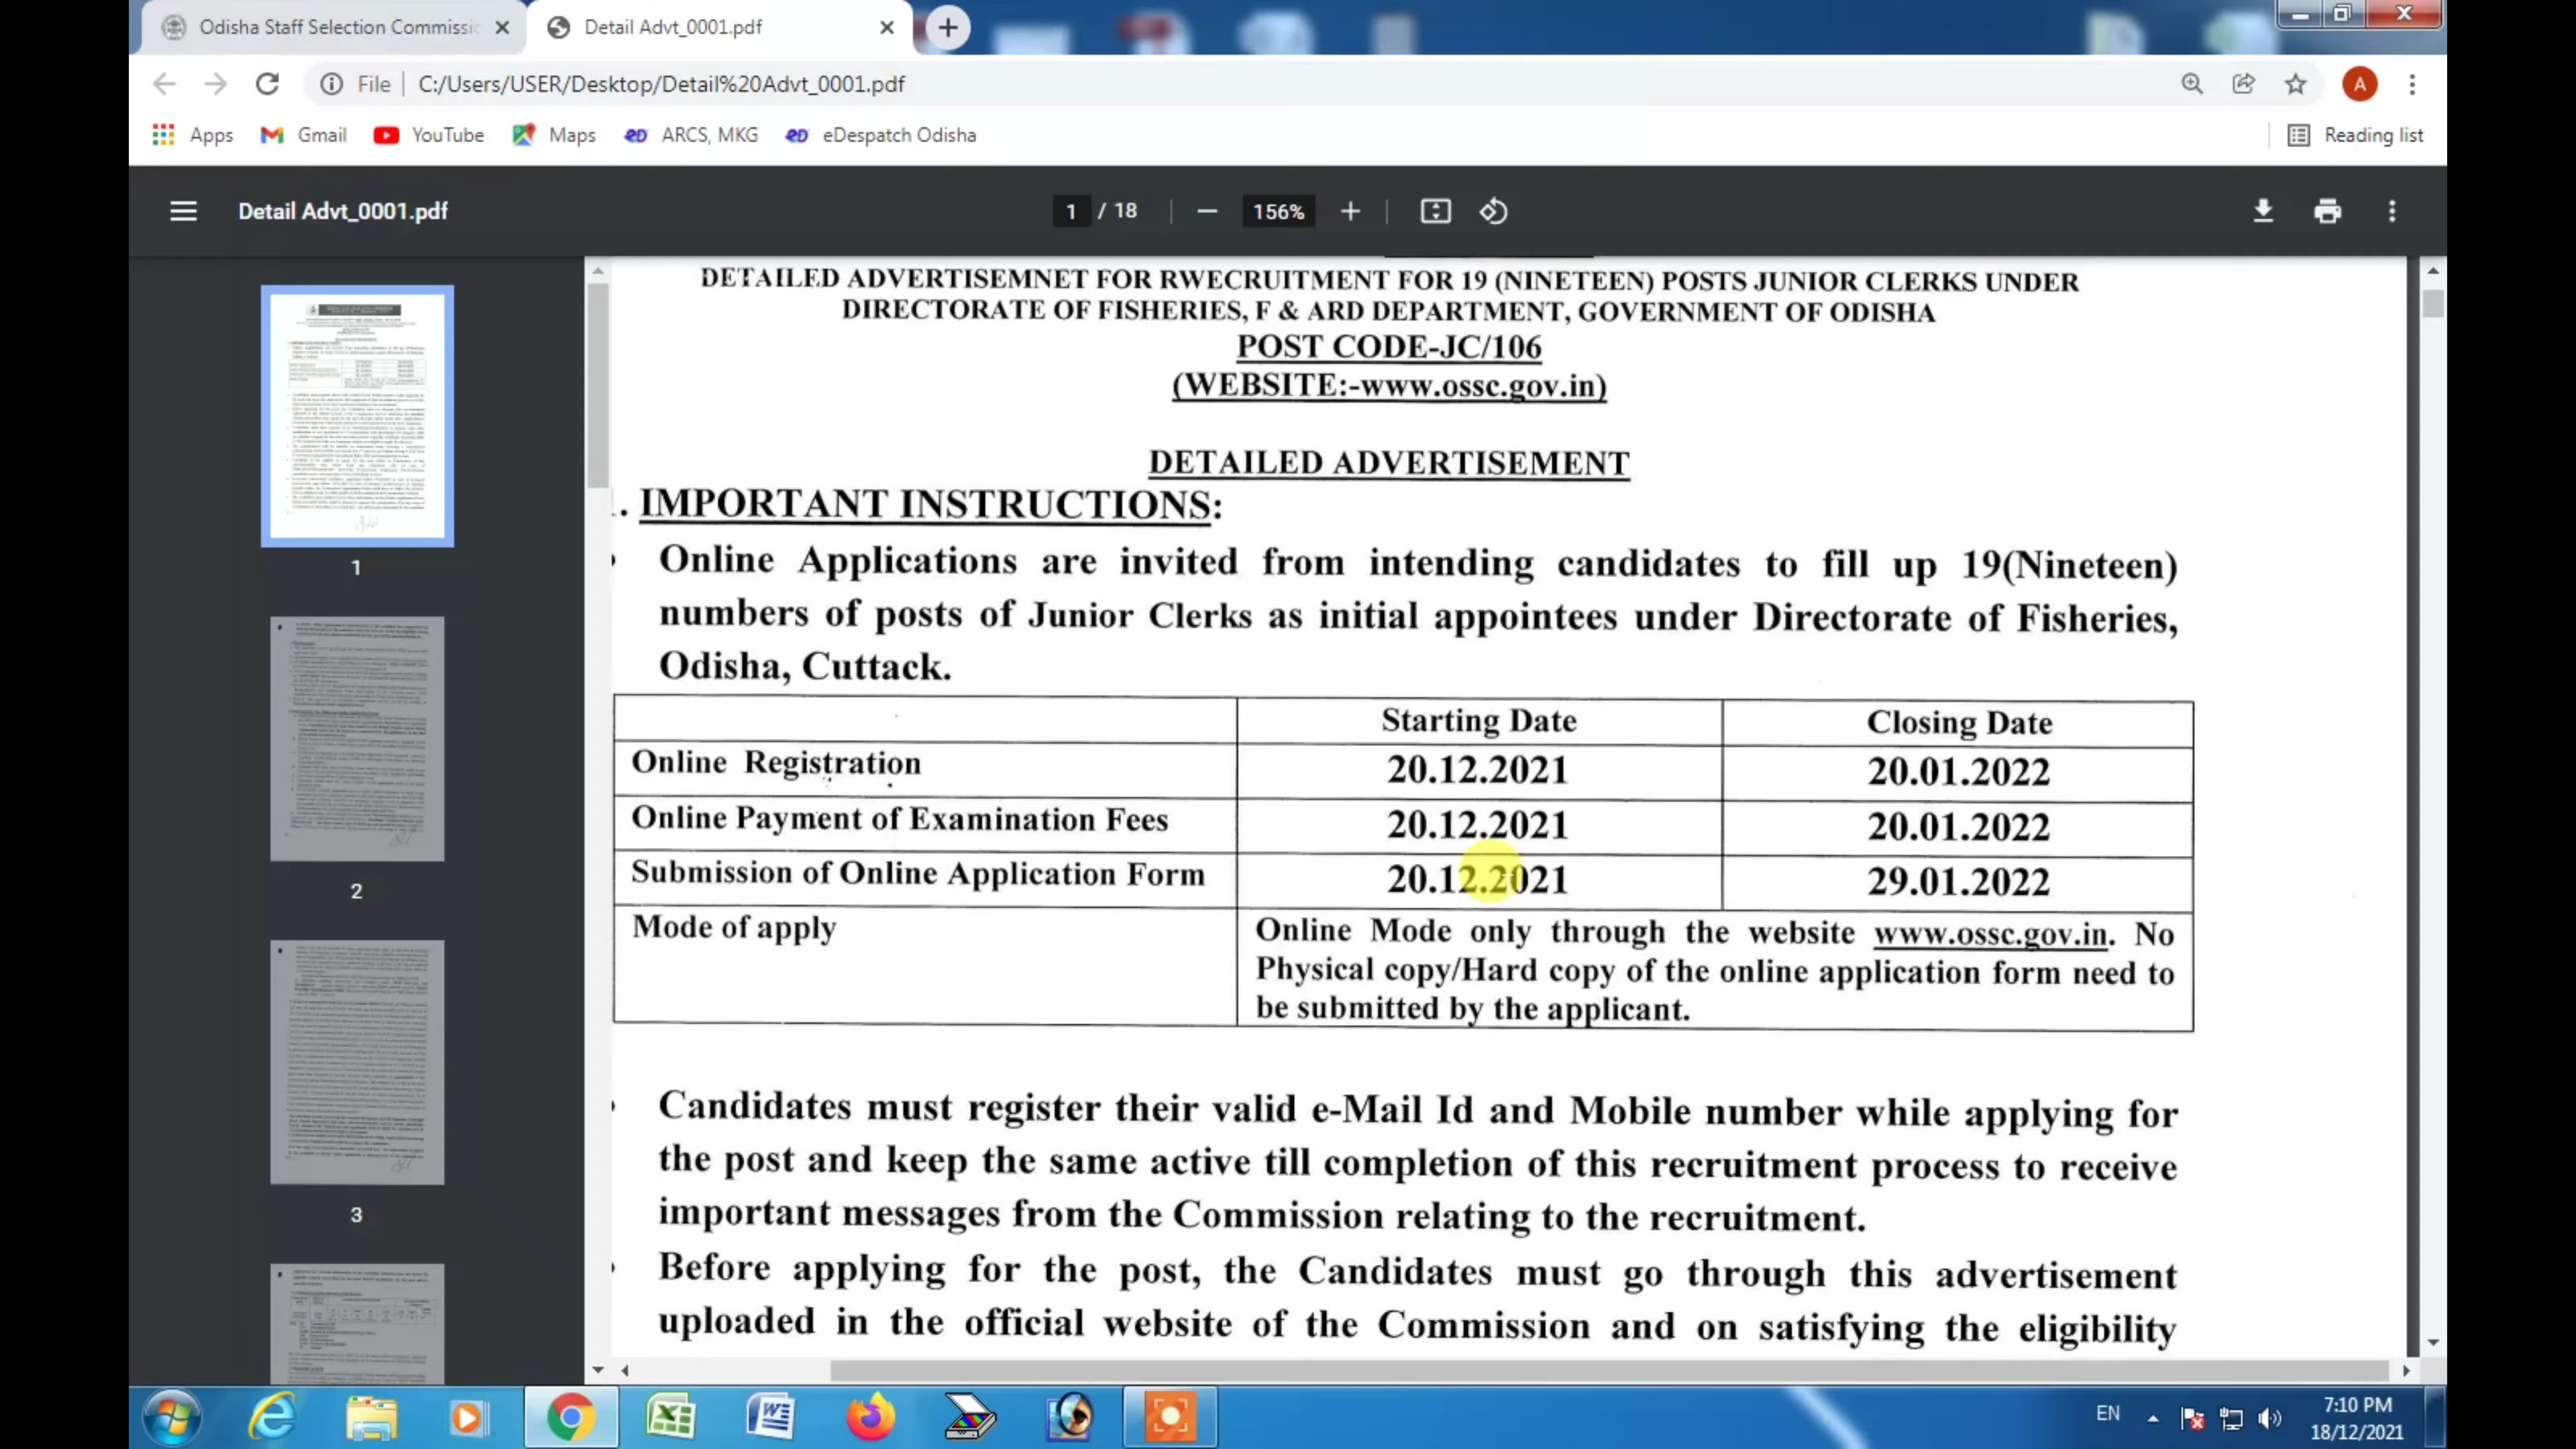 Odisha Staff Selection Commissic
Detail Advt_0001.pdf
File
C:/Users/USER/Desktop/Detail%20Advt_0001.pdf
A
Apps
Gmail
YouTube
Maps
ARCS, MKG
eDespatch Odisha
Reading list
Detail Advt_0001.pdf
1 / 18
156%
DETAILED ADVERTISEMNET FOR RWECRUITMENT FOR 19 (NINETEEN) POSTS JUNIOR CLERKS UNDER
DIRECTORATE OF FISHERIES, F & ARD DEPARTMENT, GOVERNMENT OF ODISHA
POST CODE-JC/106
(WEBSITE:-www.ossc.gov.in)
DETAILED ADVERTISEMENT
. IMPORTANT INSTRUCTIONS:
Online Applications are invited from intending candidates to fill up 19(Nineteen)
numbers of posts of Junior Clerks as initial appointees under Directorate of Fisheries,
Odisha, Cuttack.
Starting Date Closing Date
Online Registration 20.12.2021 20.01.2022
Online Payment of Examination Fees 20.12.2021 20.01.2022
Submission of Online Application Form 20.12.2021 29.01.2022
Mode of apply Online Mode only through the website www.ossc.gov.in. No
Physical copy/Hard copy of the online application form need to
be submitted by the applicant.
Candidates must register their valid e-Mail Id and Mobile number while applying for
the post and keep the same active till completion of this recruitment process to receive
important messages from the Commission relating to the recruitment.
Before applying for the post, the Candidates must go through this advertisement
uploaded in the official website of the Commission and on satisfying the eligibility
1
2
3
EN
7:10 PM
18/12/2021